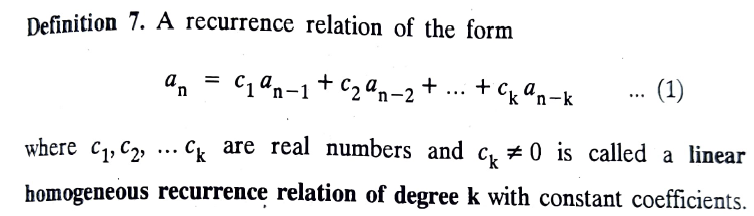 Definition 7. A recurrence relation of the form
aₙ = c₁aₙ₋₁ + c₂aₙ₋₂ + ... + cₖaₙ₋ₖ ... (1)
where c₁, c₂, ... cₖ are real numbers and cₖ ≠ 0 is called a linear
homogeneous recurrence relation of degree k with constant coefficients.